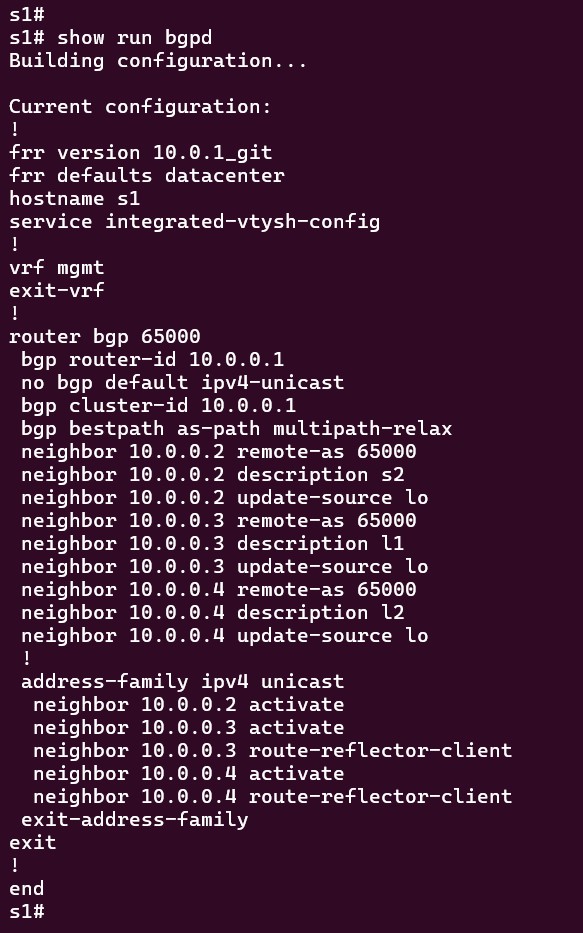 s1#
s1# show run bgpd
Building configuration...

Current configuration:
!
frr version 10.0.1_git
frr defaults datacenter
hostname s1
service integrated-vtysh-config
!
vrf mgmt
exit-vrf
!
router bgp 65000
 bgp router-id 10.0.0.1
 no bgp default ipv4-unicast
 bgp cluster-id 10.0.0.1
 bgp bestpath as-path multipath-relax
 neighbor 10.0.0.2 remote-as 65000
 neighbor 10.0.0.2 description s2
 neighbor 10.0.0.2 update-source lo
 neighbor 10.0.0.3 remote-as 65000
 neighbor 10.0.0.3 description l1
 neighbor 10.0.0.3 update-source lo
 neighbor 10.0.0.4 remote-as 65000
 neighbor 10.0.0.4 description l2
 neighbor 10.0.0.4 update-source lo
 !
 address-family ipv4 unicast
  neighbor 10.0.0.2 activate
  neighbor 10.0.0.3 activate
  neighbor 10.0.0.3 route-reflector-client
  neighbor 10.0.0.4 activate
  neighbor 10.0.0.4 route-reflector-client
 exit-address-family
exit
!
end
s1#